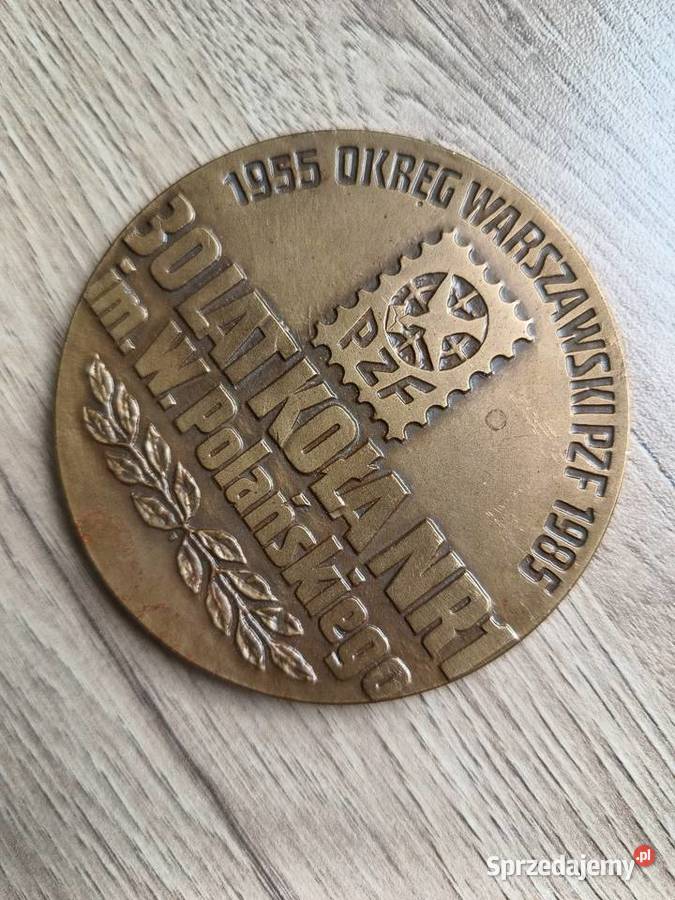 1955 OKRĘG WARSZAWSKI PZF 1985
30 LAT KOŁA NR 1
im. W. Polańskiego
PZF
Sprzedajemy.pl